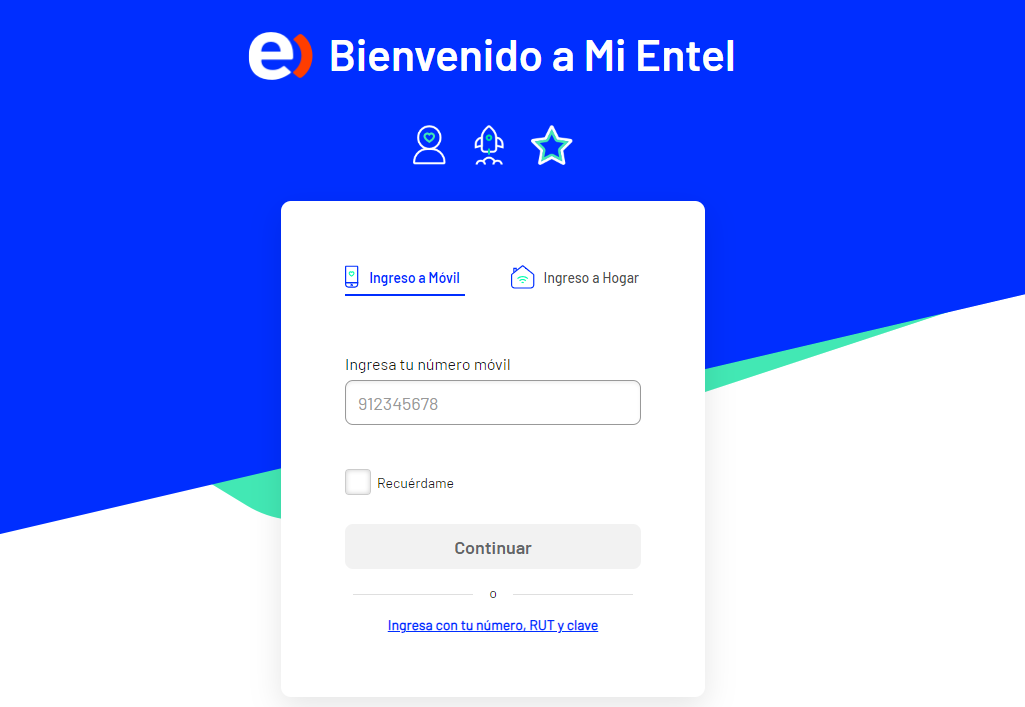 e) Bienvenido a Mi Entel
Ingreso a Móvil
Ingreso a Hogar
Ingresa tu número móvil
912345678
Recuérdame
Continuar
o
Ingresa con tu número, RUT y clave